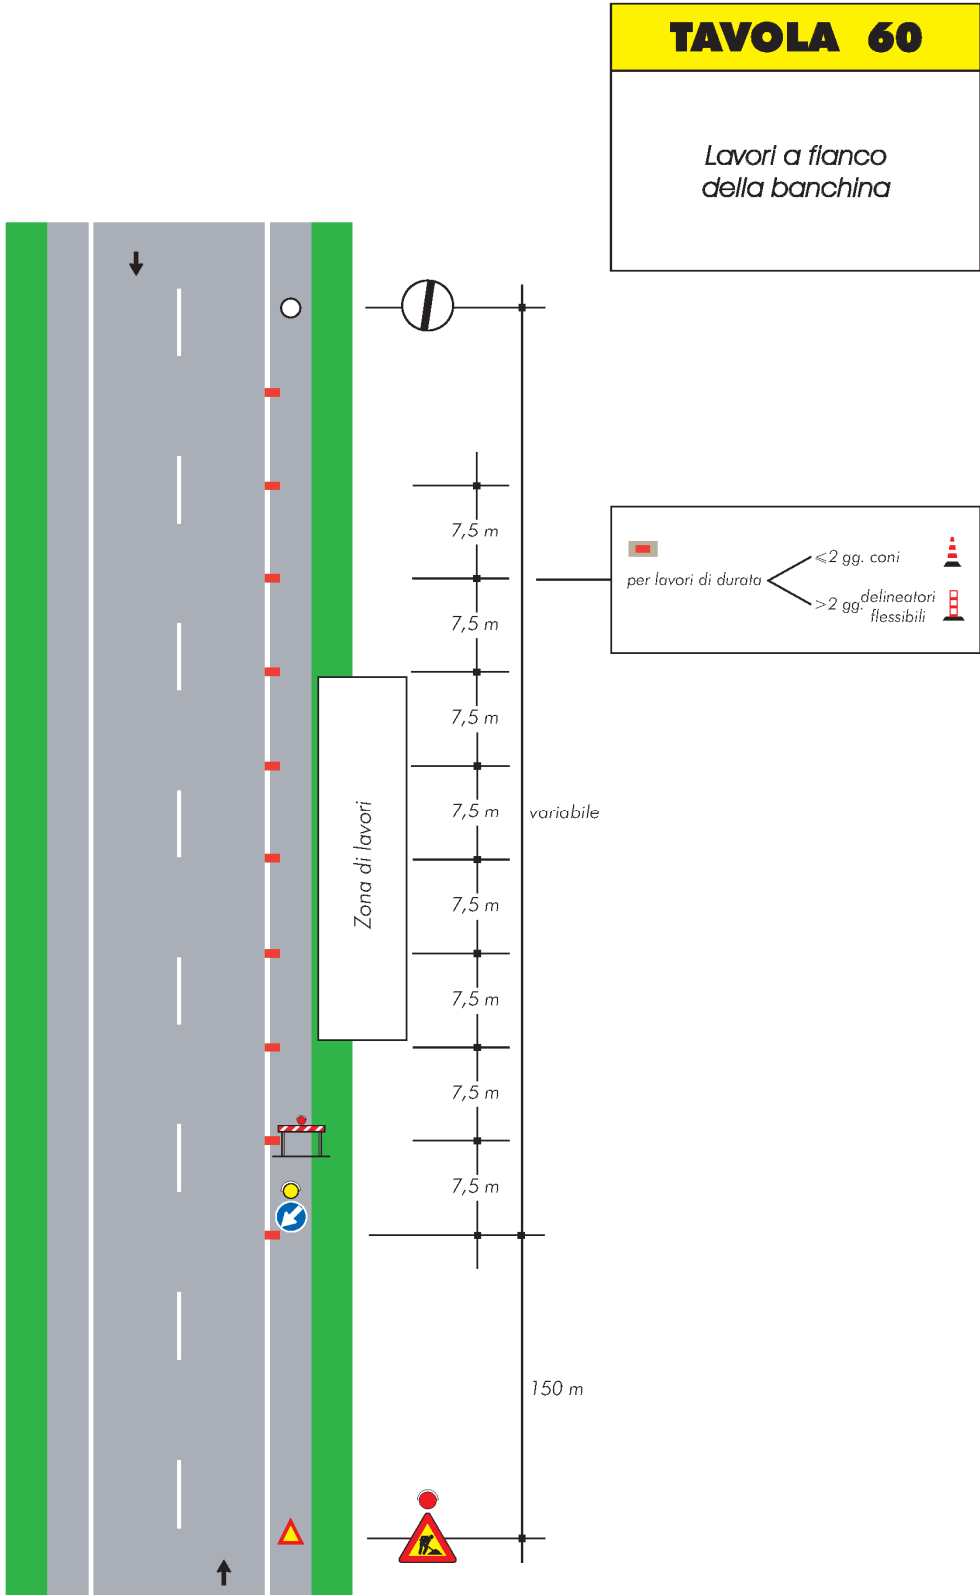 TAVOLA 60
Lavori a fianco
della banchina
7,5 m
per lavori di durata
≤2 gg. coni
>2 gg. delineatori
flessibili
7,5 m
7,5 m
Zona di lavori
7,5 m
variabile
7,5 m
7,5 m
7,5 m
7,5 m
150 m